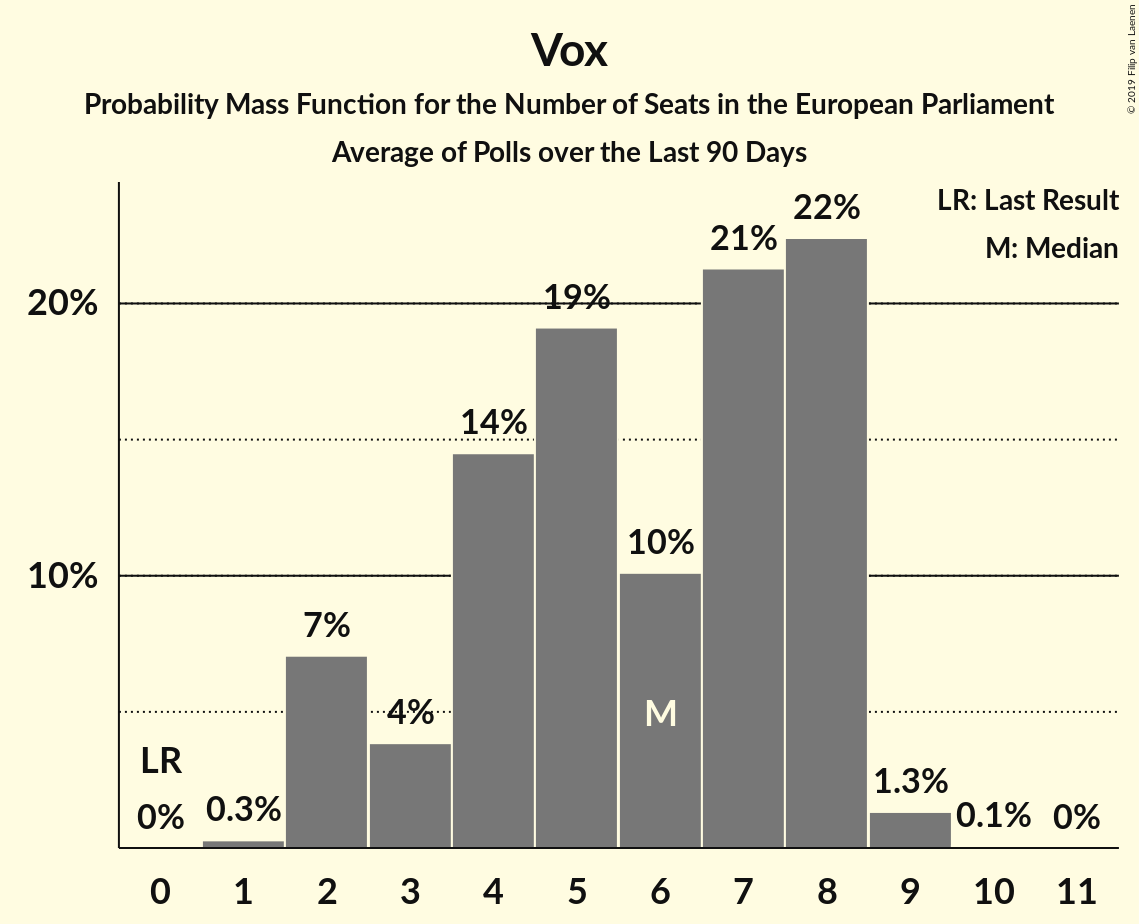 Vox
Probability Mass Function for the Number of Seats in the European Parliament
Average of Polls over the Last 90 Days
© 2019 Filip van Laenen
LR: Last Result
M: Median
20%
10%
LR
0%
0.3%
7%
4%
14%
19%
10%
M
21%
22%
1.3%
0.1%
0%
0 1 2 3 4 5 6 7 8 9 10 11